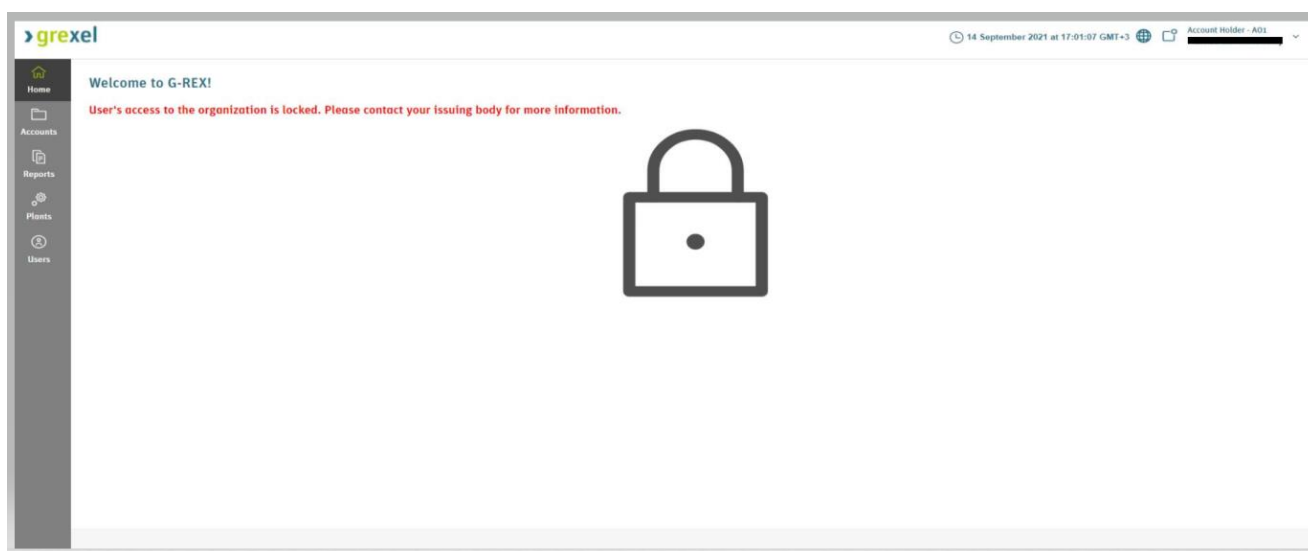 grexel
14 September 2021 at 17:01:07 GMT+3
Account Holder - A01
Home
Accounts
Reports
Plants
Users
Welcome to G-REX!
User's access to the organization is locked. Please contact your issuing body for more information.